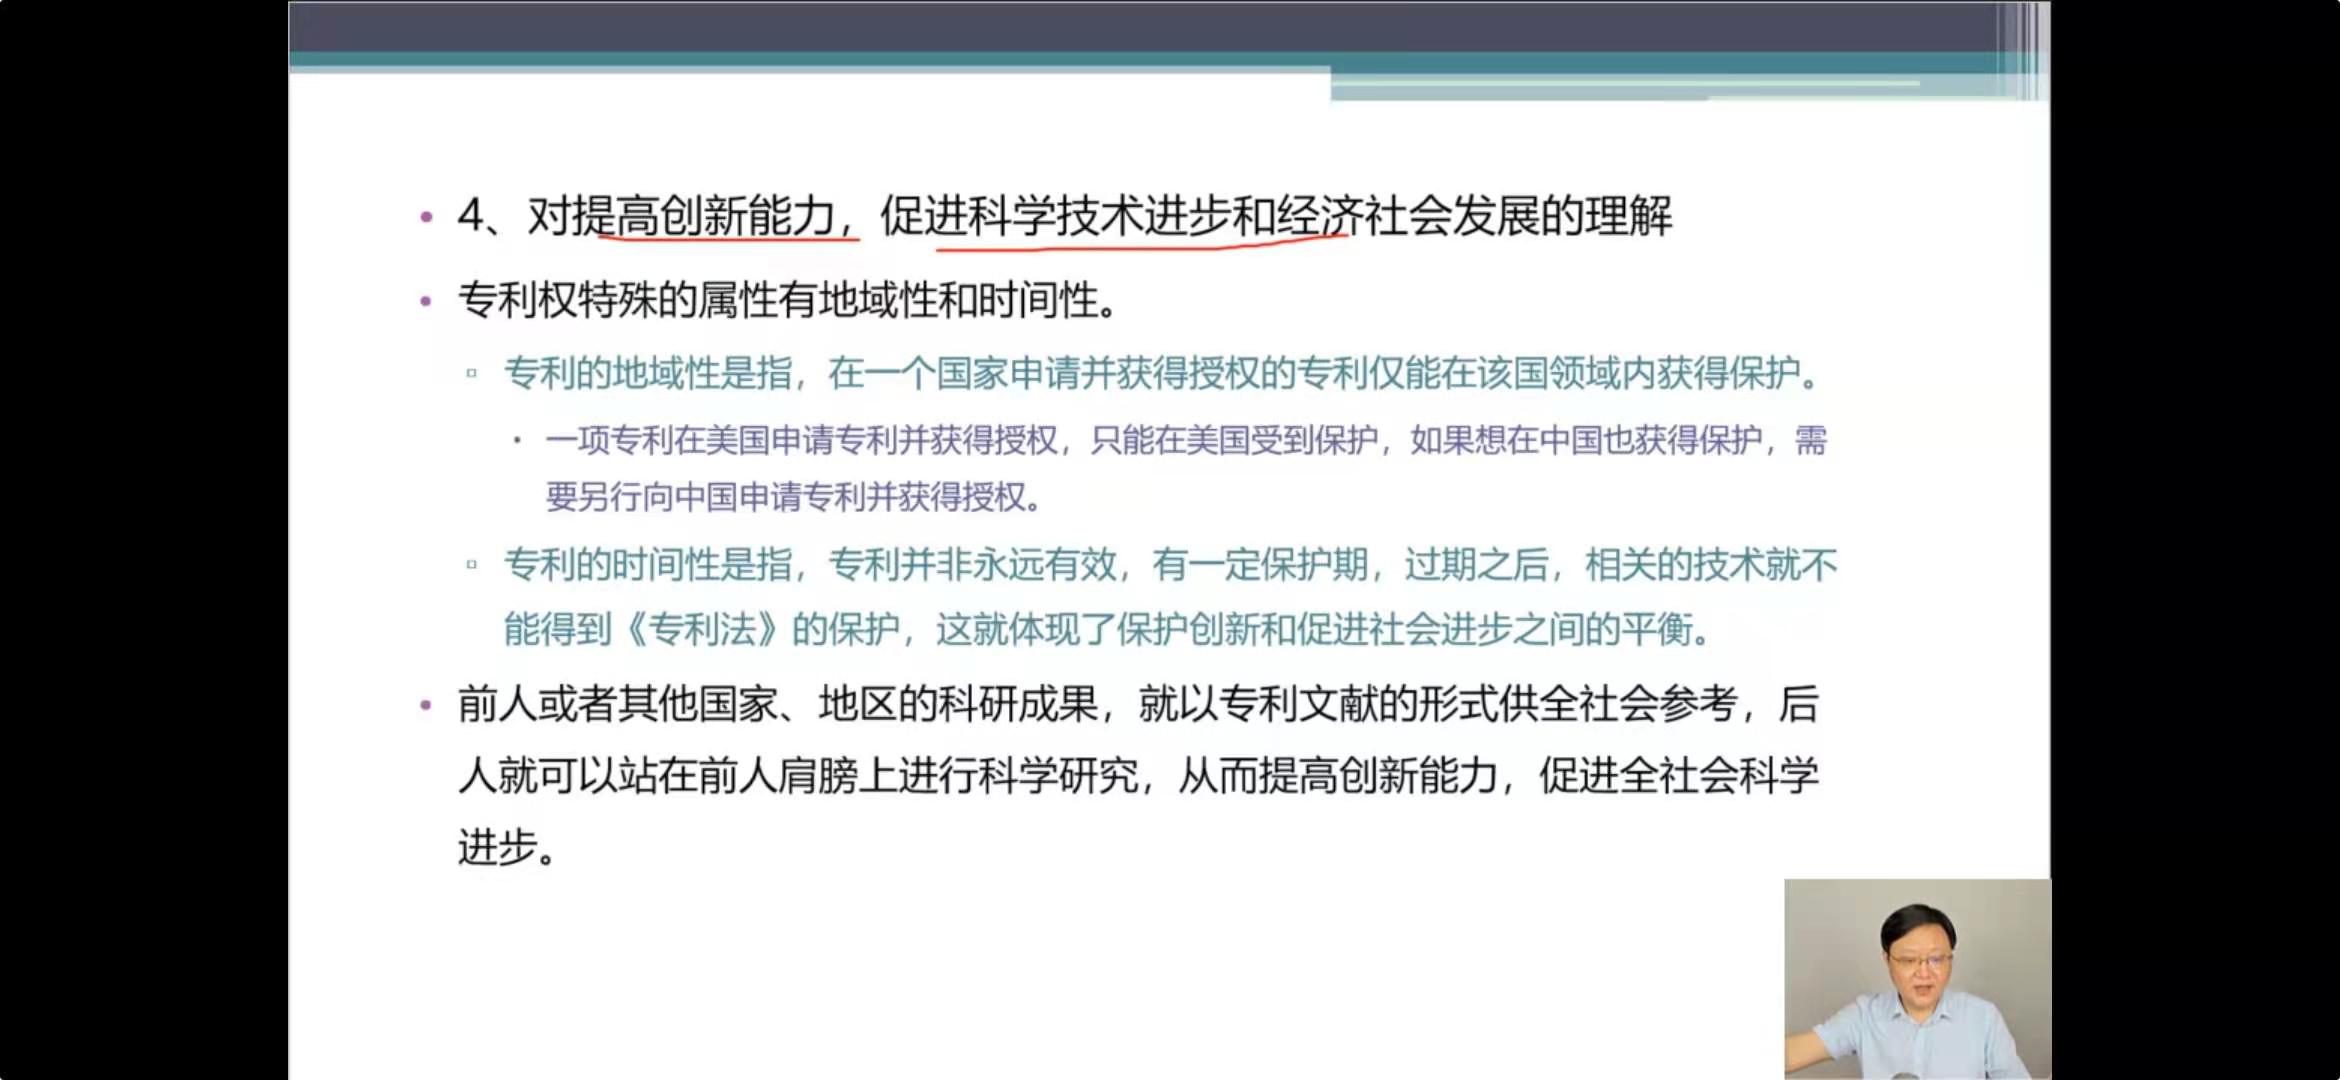 4、对提高创新能力，促进科学技术进步和经济社会发展的理解
专利权特殊的属性有地域性和时间性。
专利的地域性是指，在一个国家申请并获得授权的专利仅能在该国领域内获得保护。
一项专利在美国申请专利并获得授权，只能在美国受到保护，如果想在中国也获得保护，需
要另行向中国申请专利并获得授权。
专利的时间性是指，专利并非永远有效，有一定保护期，过期之后，相关的技术就不
能得到《专利法》的保护，这就体现了保护创新和促进社会进步之间的平衡。
前人或者其他国家、地区的科研成果，就以专利文献的形式供全社会参考，后
人就可以站在前人肩膀上进行科学研究，从而提高创新能力，促进全社会科学
进步。